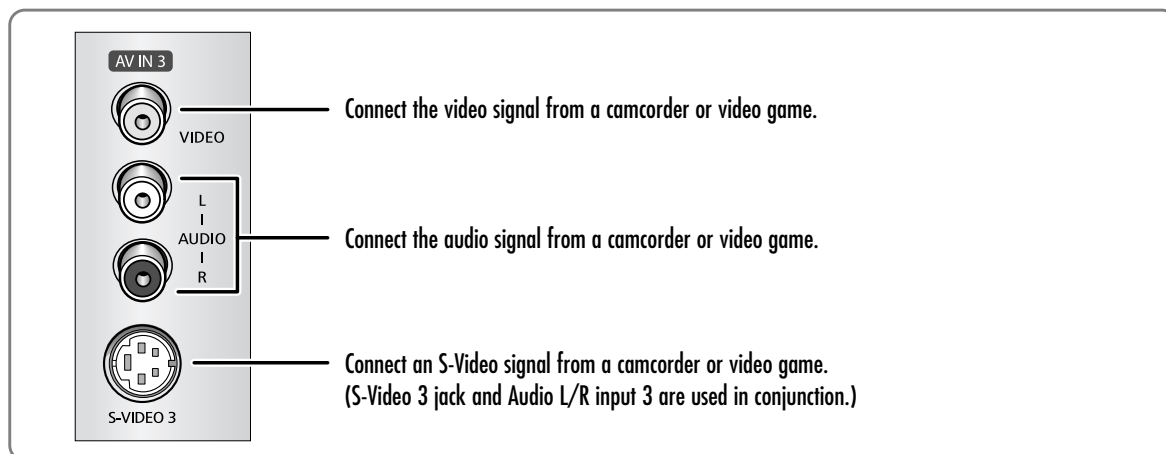 AV IN 3
VIDEO
Connect the video signal from a camcorder or video game.
L
AUDIO
R
Connect the audio signal from a camcorder or video game.
S-VIDEO 3
Connect an S-Video signal from a camcorder or video game.
(S-Video 3 jack and Audio L/R input 3 are used in conjunction.)